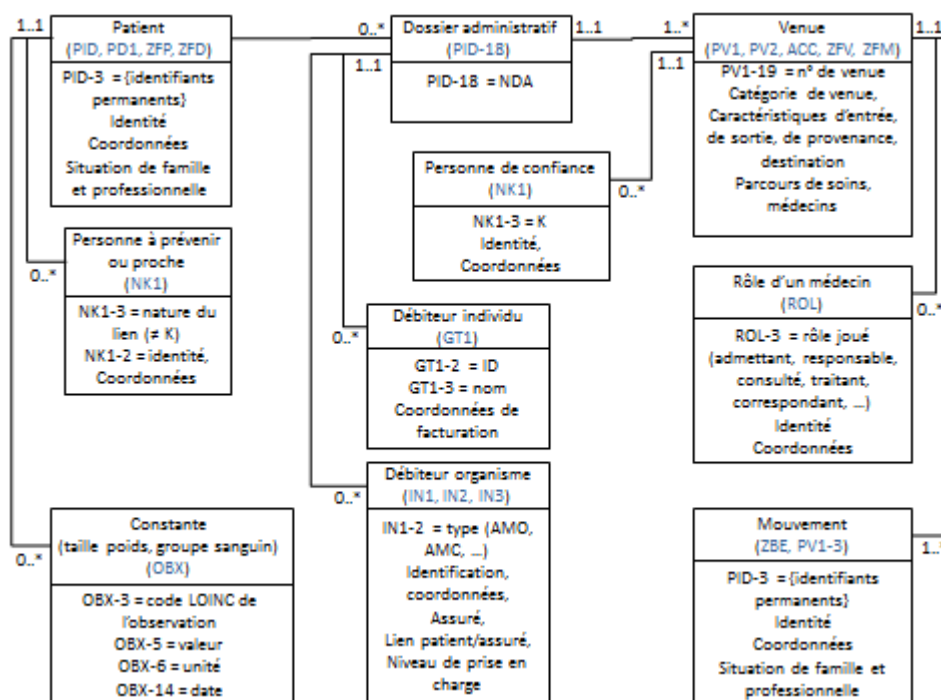 1..1
Patient
(PID, PD1, ZFP, ZFD)
PID-3 = {identifiants
permanents}
Identité
Coordonnées
Situation de famille
et professionnelle
0..*
Dossier administratif
(PID-18)
PID-18 = NDA
1..1
1..1
1..*
Venue
(PV1, PV2, ACC, ZFV, ZFM)
PV1-19 = n° de venue
Catégorie de venue,
Caractéristiques d'entrée,
de sortie, de provenance,
destination
Parcours de soins,
médecins
1..1
1..1
Personne de confiance
(NK1)
NK1-3 = K
Identité,
Coordonnées
0..*
Personne à prévenir
ou proche
(NK1)
NK1-3 = nature du
lien (≠ K)
NK1-2 = identité,
Coordonnées
0..*
Rôle d'un médecin
(ROL)
ROL-3 = rôle joué
(admettant, responsable,
consulté, traitant,
correspondant, ...)
Identité
Coordonnées
0..*
Débiteur individu
(GT1)
GT1-2 = ID
GT1-3 = nom
Coordonnées de
facturation
0..*
Débiteur organisme
(IN1, IN2, IN3)
IN1-2 = type (AMO,
AMC, ...)
Identification,
coordonnées,
Assuré,
Lien patient/assuré,
Niveau de prise en
charge
0..*
Constante
(taille poids, groupe sanguin)
(OBX)
OBX-3 = code LOINC de
l'observation
OBX-5 = valeur
OBX-6 = unité
OBX-14 = date
0..*
Mouvement
(ZBE, PV1-3)
PID-3 = {identifiants
permanents}
Identité
Coordonnées
Situation de famille et
professionnelle
1..*